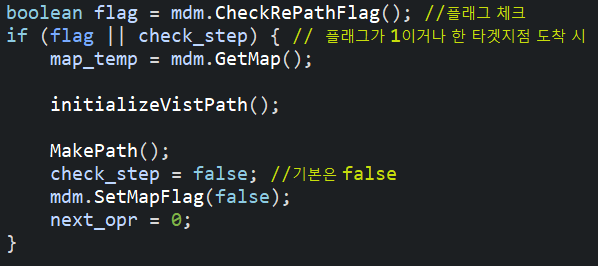 boolean flag = mdm.CheckRePathFlag(); //플래그 체크
if (flag || check_step) { // 플래그가 1이거나 한 타겟지점 도착 시
    map_temp = mdm.GetMap();
    initializeVistPath();
    MakePath();
    check_step = false; //기본은 false
    mdm.SetMapFlag(false);
    next_opr = 0;
}